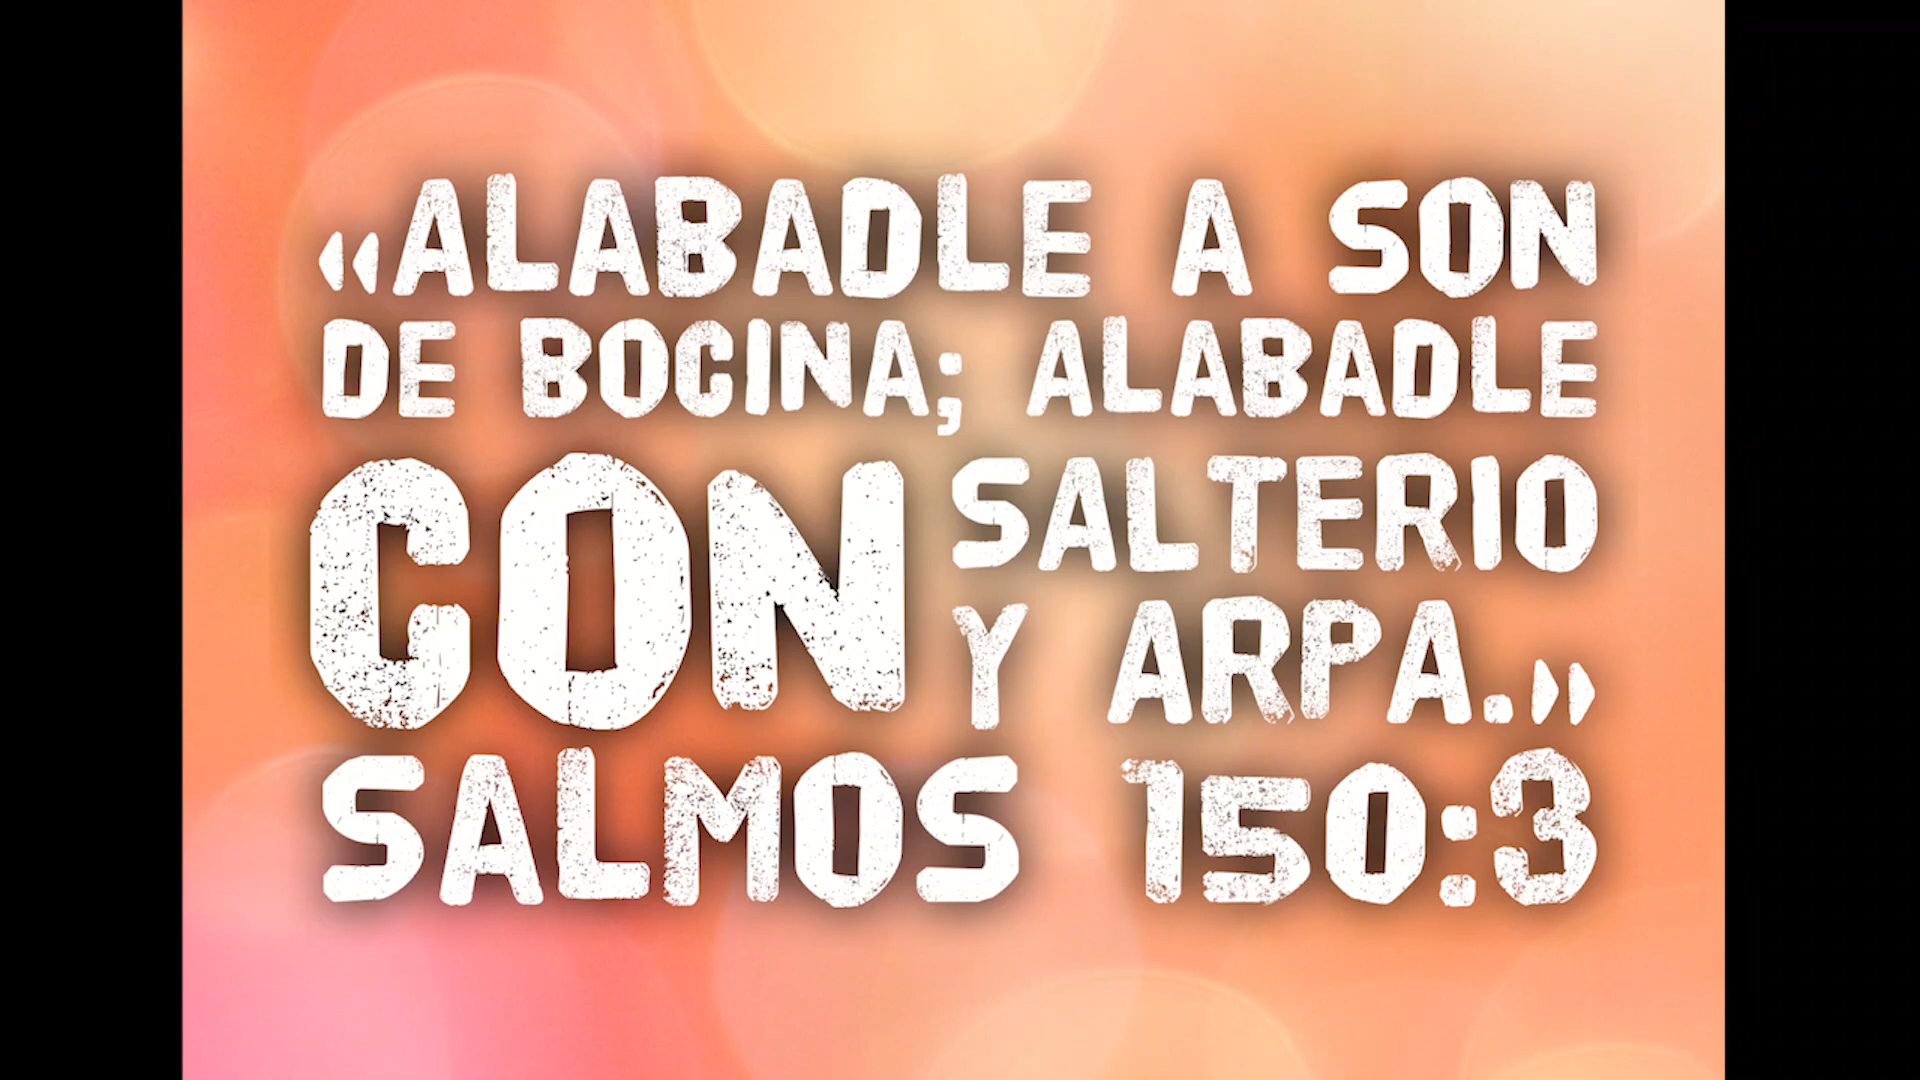 «ALABADLE A SON
DE BOCINA; ALABADLE
CON SALTERIO
Y ARPA.»
SALMOS 150:3